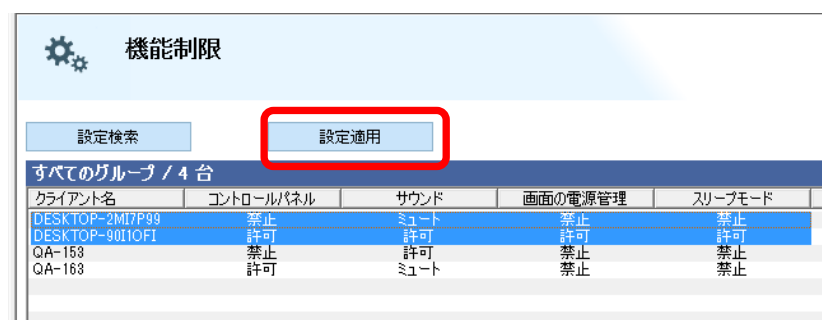 機能制限
設定検索 設定適用
すべてのグループ / 4 台
クライアント名 コントロールパネル サウンド 画面の電源管理 スリープモード
DESKTOP-2MI7P99 禁止 ミュート 禁止 禁止
DESKTOP-90I1OFI 許可 許可 許可 許可
QA-153 禁止 許可 禁止 禁止
QA-163 許可 ミュート 禁止 禁止